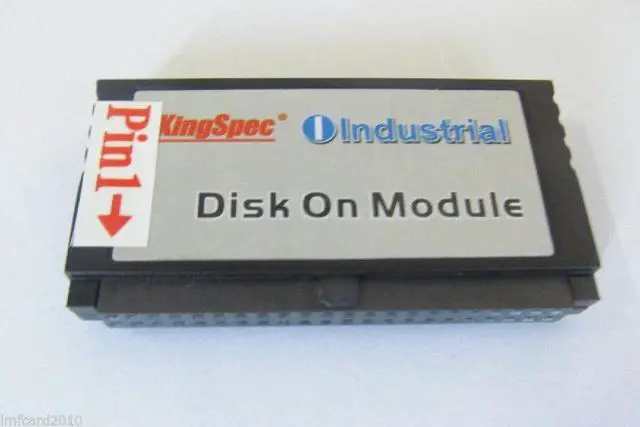 Pin1→
KingSpec®
Industrial
Disk On Module
lmfcard2010